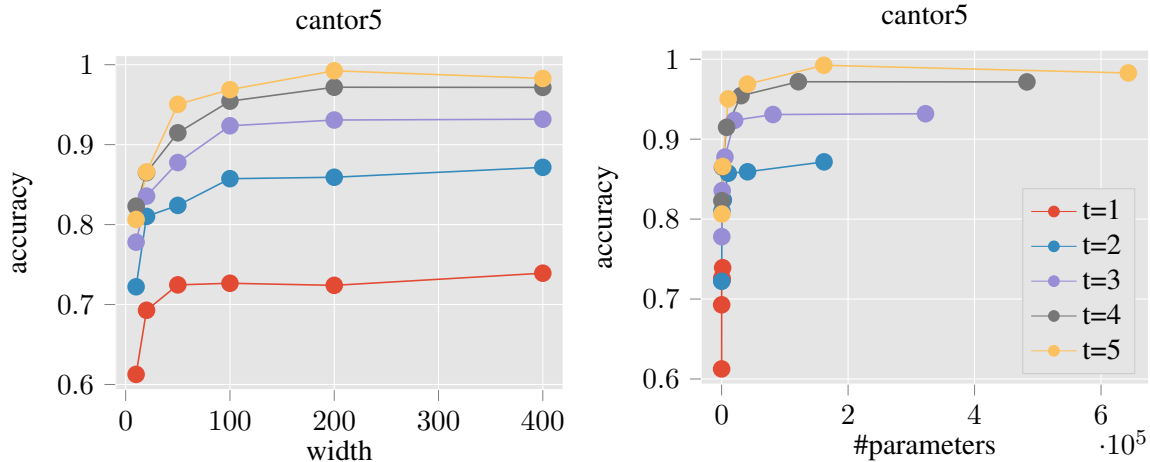 cantor5
1
0.9
0.8
0.7
0.6
accuracy
0 100 200 300 400
width
cantor5
1
0.9
0.8
0.7
0.6
accuracy
t=1
t=2
t=3
t=4
t=5
0 2 4 6
#parameters ·10⁵